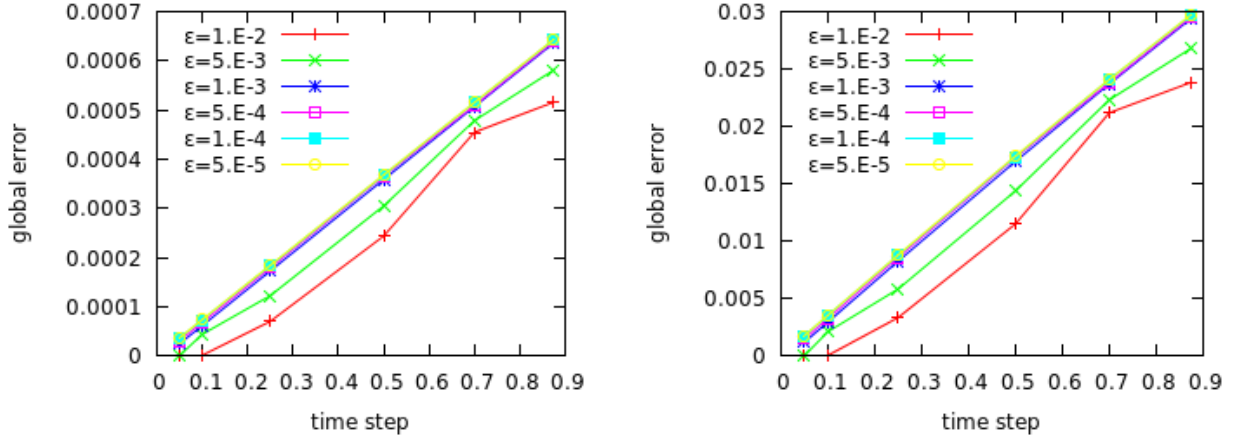 0.0007
0.0006
0.0005
0.0004
0.0003
0.0002
0.0001
0
global error
ε=1.E-2
ε=5.E-3
ε=1.E-3
ε=5.E-4
ε=1.E-4
ε=5.E-5
0 0.1 0.2 0.3 0.4 0.5 0.6 0.7 0.8 0.9
time step
0.03
0.025
0.02
0.015
0.01
0.005
0
global error
ε=1.E-2
ε=5.E-3
ε=1.E-3
ε=5.E-4
ε=1.E-4
ε=5.E-5
0 0.1 0.2 0.3 0.4 0.5 0.6 0.7 0.8 0.9
time step